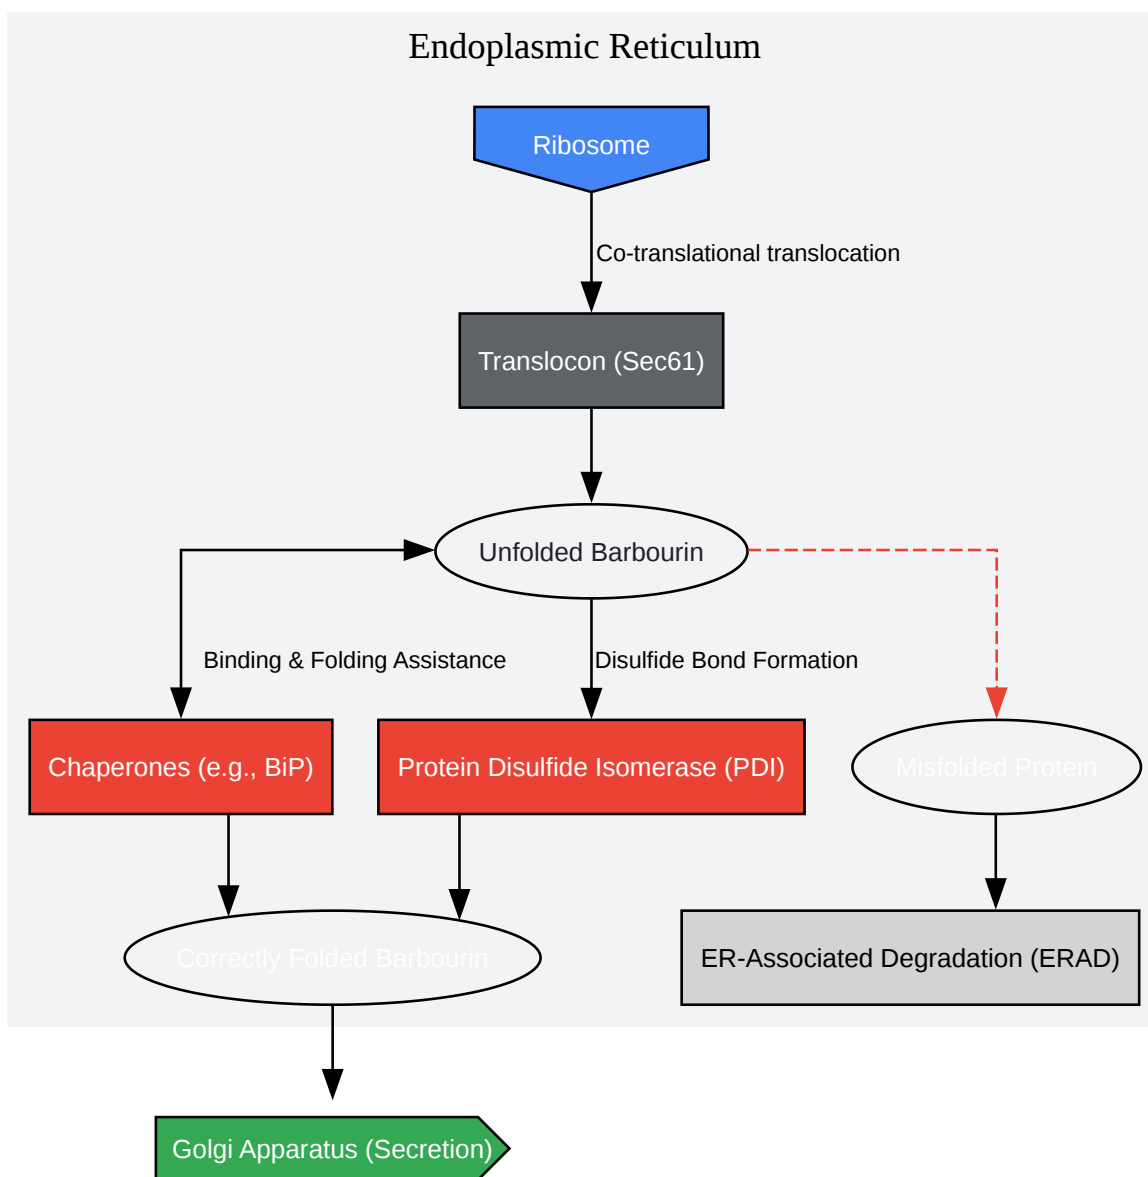 Endoplasmic Reticulum
Ribosome
Co-translational translocation
Translocon (Sec61)
Unfolded Barbourin
Binding & Folding Assistance
Disulfide Bond Formation
Chaperones (e.g., BiP)
Protein Disulfide Isomerase (PDI)
Misfolded Protein
Correctly Folded Barbourin
ER-Associated Degradation (ERAD)
Golgi Apparatus (Secretion)